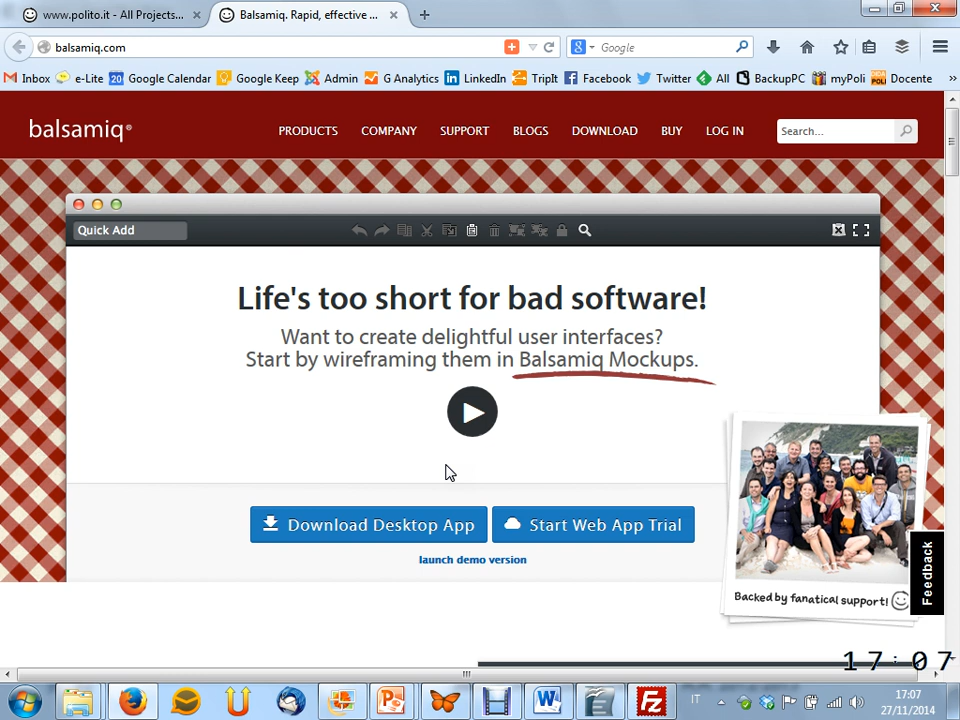 www.polito.it - All Projects...
Balsamiq. Rapid, effective ...
balsamiq.com
Google
Inbox
e-Lite
20
Google Calendar
Google Keep
Admin
G Analytics
LinkedIn
TripIt
Facebook
Twitter
All
BackupPC
myPoli
Docente
balsamiq®
PRODUCTS
COMPANY
SUPPORT
BLOGS
DOWNLOAD
BUY
LOG IN
Search...
Quick Add
Life's too short for bad software!
Want to create delightful user interfaces?
Start by wireframing them in Balsamiq Mockups.
Download Desktop App
Start Web App Trial
launch demo version
Backed by fanatical support!
Feedback
17:07
IT
17:07
27/11/2014